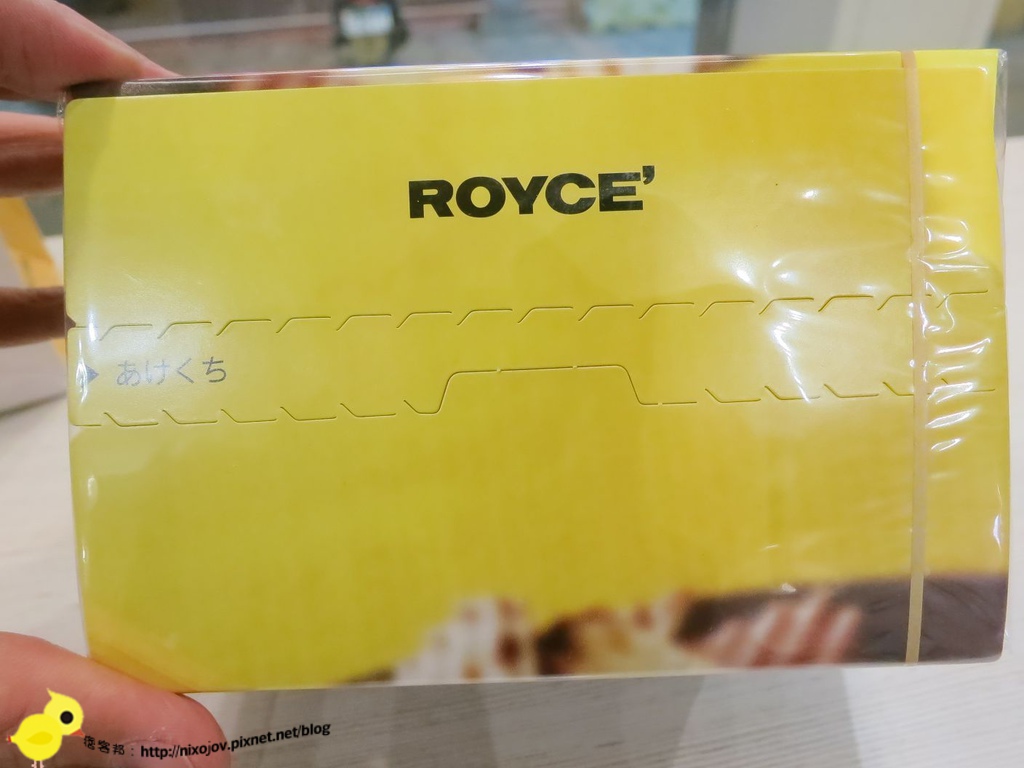 ROYCE'
あけくち
痞客邦：http://nixojov.pixnet.net/blog